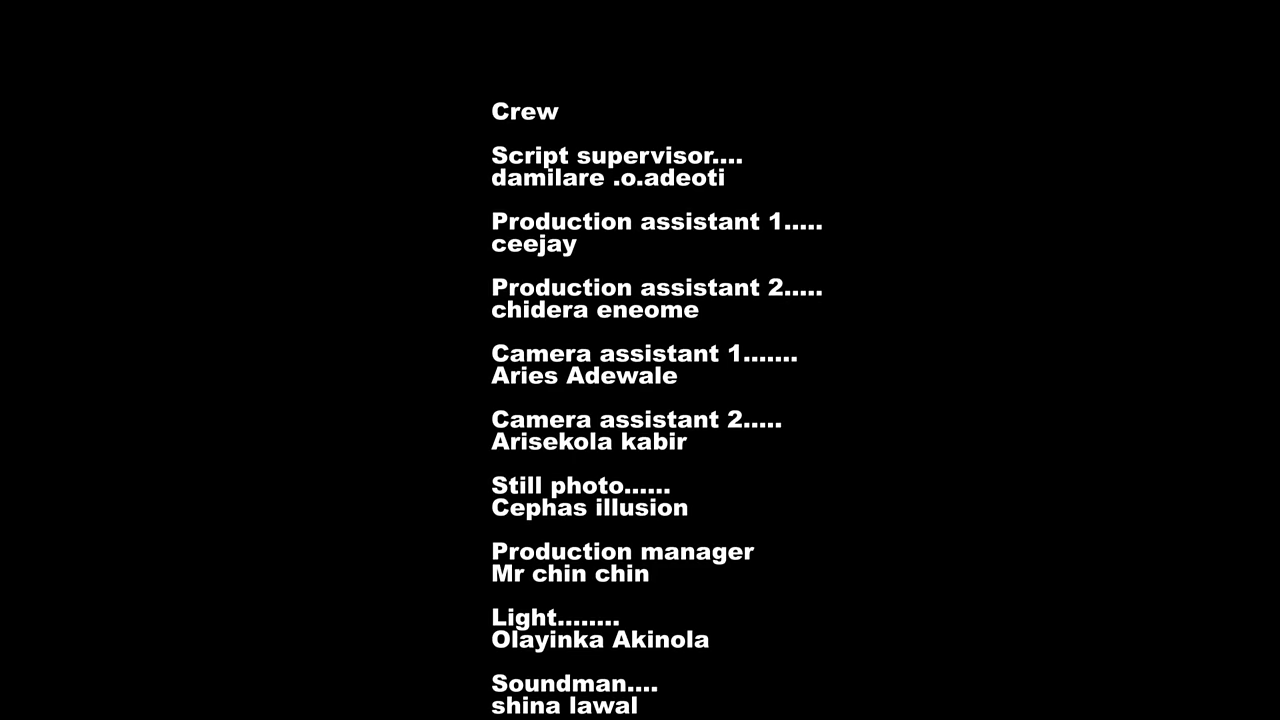 Crew
Script supervisor....
damilare .o.adeoti
Production assistant 1.....
ceejay
Production assistant 2.....
chidera eneome
Camera assistant 1.......
Aries Adewale
Camera assistant 2.....
Arisekola kabir
Still photo......
Cephas illusion
Production manager
Mr chin chin
Light........
Olayinka Akinola
Soundman....
shina lawal